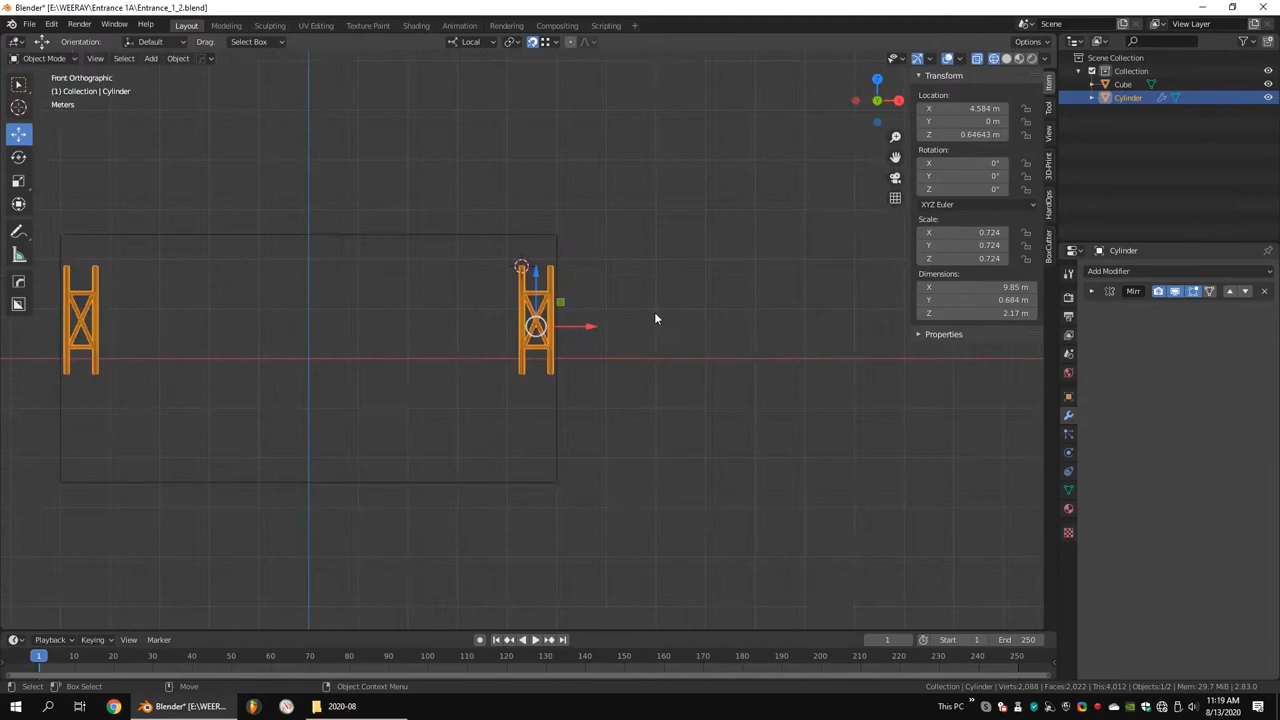 Blender* [E:\WEERAY\Entrance 1A\Entrance_1_2.blend]
File Edit Render Window Help Layout Modeling Sculpting UV Editing Texture Paint Shading Animation Rendering Compositing Scripting + Scene View Layer
Orientation: Default Drag: Select Box Local Options
Object Mode View Select Add Object
Front Orthographic
(1) Collection | Cylinder
Meters
Z
X
Y
Transform
Location:
X 4.584 m
Y 0 m
Z 0.64643 m
Rotation:
X 0°
Y 0°
Z 0°
XYZ Euler
Scale:
X 0.724
Y 0.724
Z 0.724
Dimensions:
X 9.85 m
Y 0.684 m
Z 2.17 m
Properties
Item
Tool
View
3D-Print
HardOps
BoxCutter
Scene Collection
Collection
Cube
Cylinder
Cylinder
Add Modifier
Mirr
Playback Keying View Marker 1 Start 1 End 250
1 10 20 30 40 50 60 70 80 90 100 110 120 130 140 150 160 170 180 190 200 210 220 230 240 250
Select Box Select Move Object Context Menu Collection | Cylinder | Verts:2,088 | Faces:2,022 | Tris:4,012 | Objects:1/2 | Mem: 29.7 MiB | 2.83.0
Blender* [E:\WEER... 2020-08 This PC 11:19 AM
8/13/2020